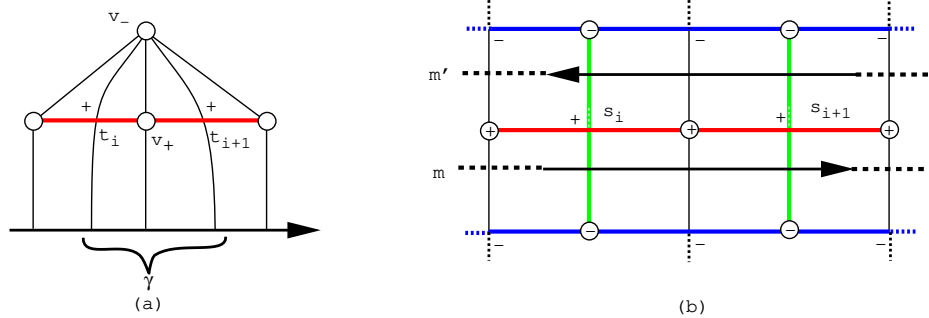 v_-
+ +
t_i v_+ t_{i+1}
γ
(a)
− − − − −
m'
+ s_i + s_{i+1}
+ + +
m
− −
− − −
(b)